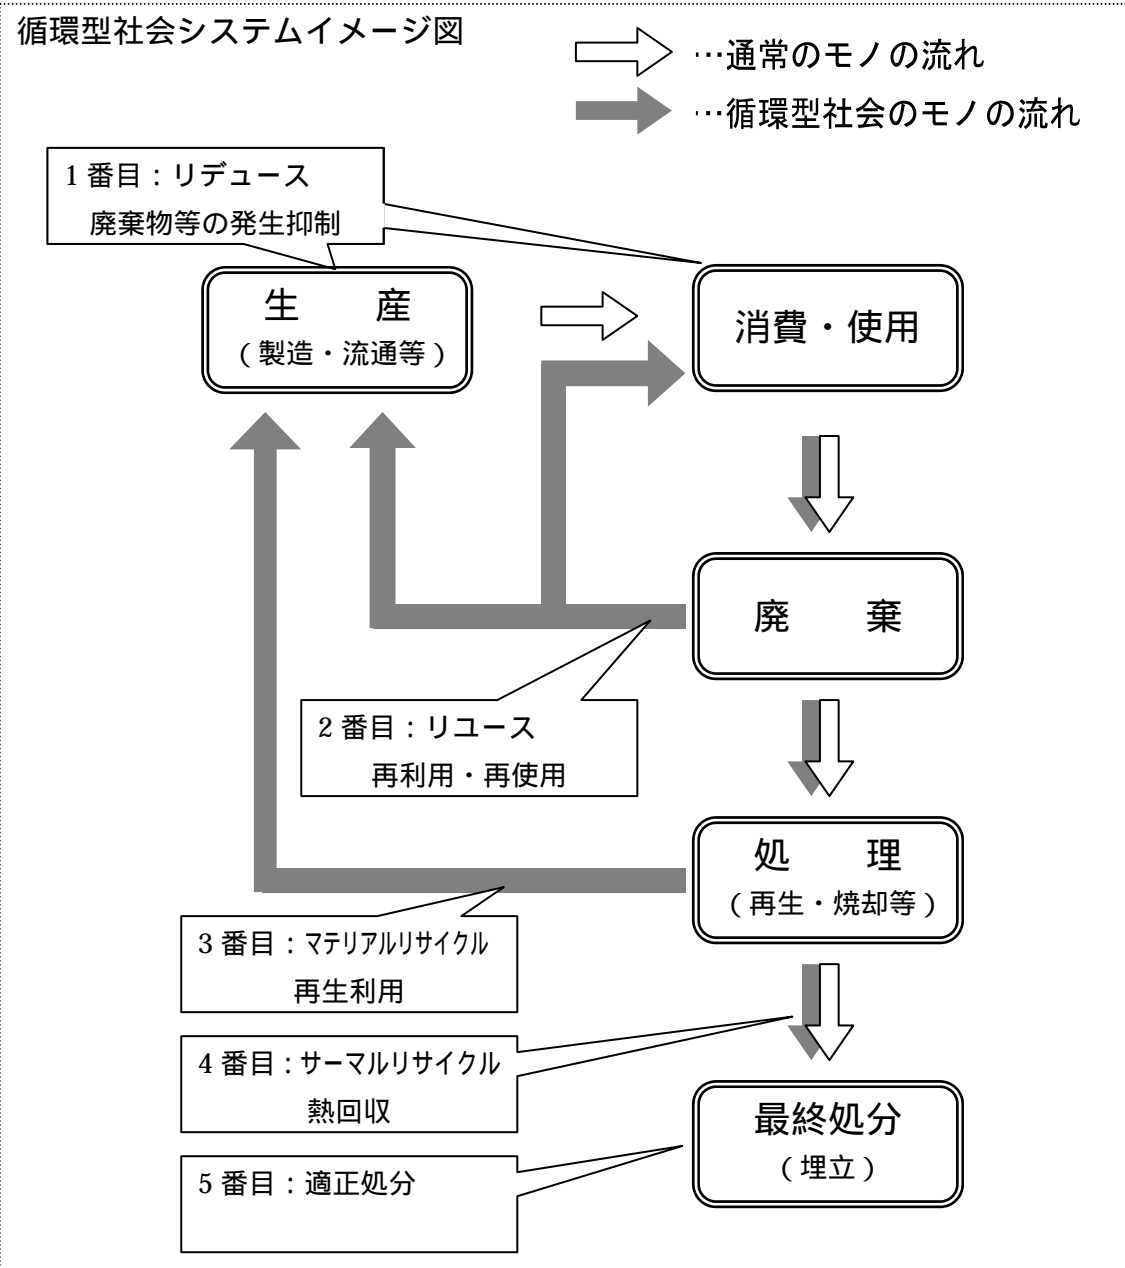 循環型社会システムイメージ図
…通常のモノの流れ
…循環型社会のモノの流れ
1番目：リデュース
廃棄物等の発生抑制
生　産
（製造・流通等）
消費・使用
廃　棄
2番目：リユース
再利用・再使用
処　理
（再生・焼却等）
3番目：マテリアルリサイクル
再生利用
4番目：サーマルリサイクル
熱回収
最終処分
（埋立）
5番目：適正処分